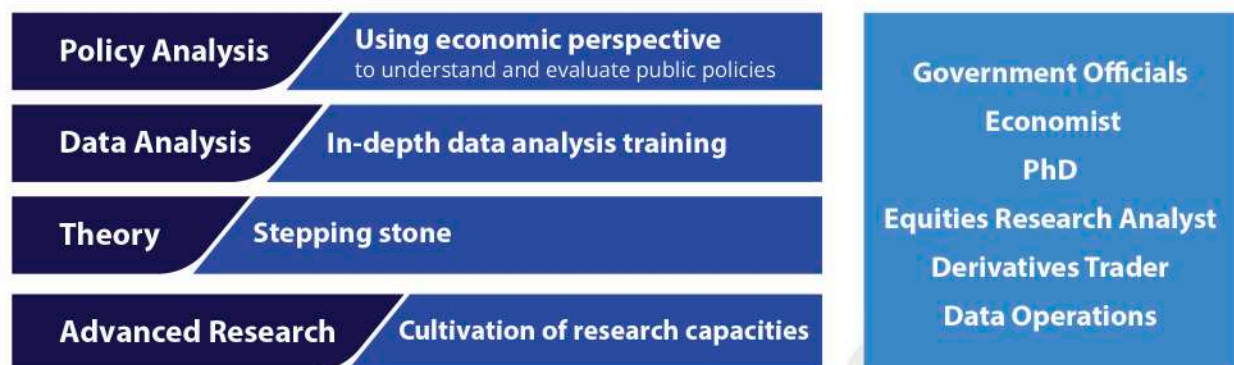 Policy Analysis
Using economic perspective
to understand and evaluate public policies
Data Analysis
In-depth data analysis training
Theory
Stepping stone
Advanced Research
Cultivation of research capacities
Government Officials
Economist
PhD
Equities Research Analyst
Derivatives Trader
Data Operations